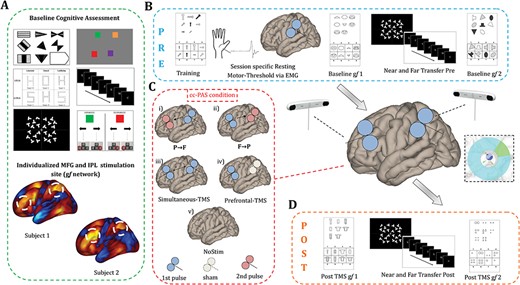 A
Baseline Cognitive Assessment
Individualized MFG and IPL stimulation
site (gf network)
Subject 1
Subject 2
B
P
R
E
Training
Session specific Resting
Motor-Threshold via EMG
Baseline gf 1
Near and Far Transfer Pre
Baseline gf 2
C
cc-PAS condition
i)
ii)
P→F
F→P
iii)
iv)
Simultaneous-TMS
Prefrontal-TMS
v)
NoStim
1st pulse
sham
2nd pulse
D
P
O
S
T
Post TMS gf 1
Near and Far Transfer Post
Post TMS gf 2